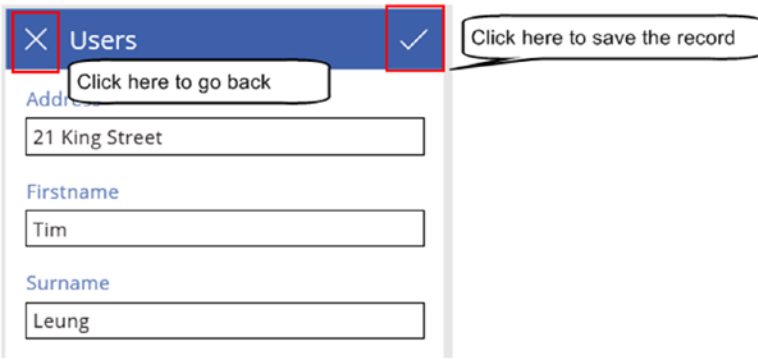 Users
Click here to save the record
Click here to go back
Address
21 King Street
Firstname
Tim
Surname
Leung